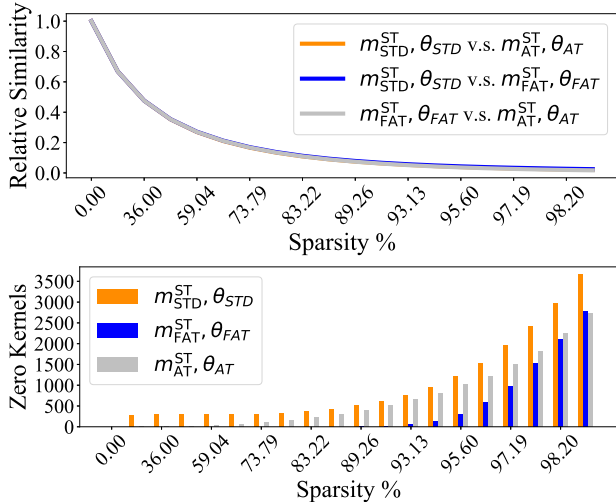 Relative Similarity
1.0
0.8
0.6
0.4
0.2
0.0
m^ST_STD, θ_STD v.s. m^ST_AT, θ_AT
m^ST_STD, θ_STD v.s. m^ST_FAT, θ_FAT
m^ST_FAT, θ_FAT v.s. m^ST_AT, θ_AT
0.00 36.00 59.04 73.79 83.22 89.26 93.13 95.60 97.19 98.20
Sparsity %
Zero Kernels
3500
3000
2500
2000
1500
1000
500
0
m^ST_STD, θ_STD
m^ST_FAT, θ_FAT
m^ST_AT, θ_AT
0.00 36.00 59.04 73.79 83.22 89.26 93.13 95.60 97.19 98.20
Sparsity %